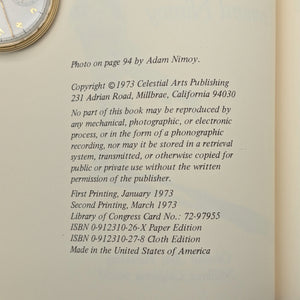 Photo on page 94 by Adam Nimoy.
Copyright ©1973 Celestial Arts Publishing
231 Adrian Road, Millbrae, California 94030
No part of this book may be reproduced by
any mechanical, photographic, or electronic
process, or in the form of a phonographic
recording, nor may it be stored in a retrieval
system, transmitted, or otherwise copied for
public or private use without the written
permission of the publisher.
First Printing, January 1973
Second Printing, March 1973
Library of Congress Card No.: 72-97955
ISBN 0-912310-26-X Paper Edition
ISBN 0-912310-27-8 Cloth Edition
Made in the United States of America